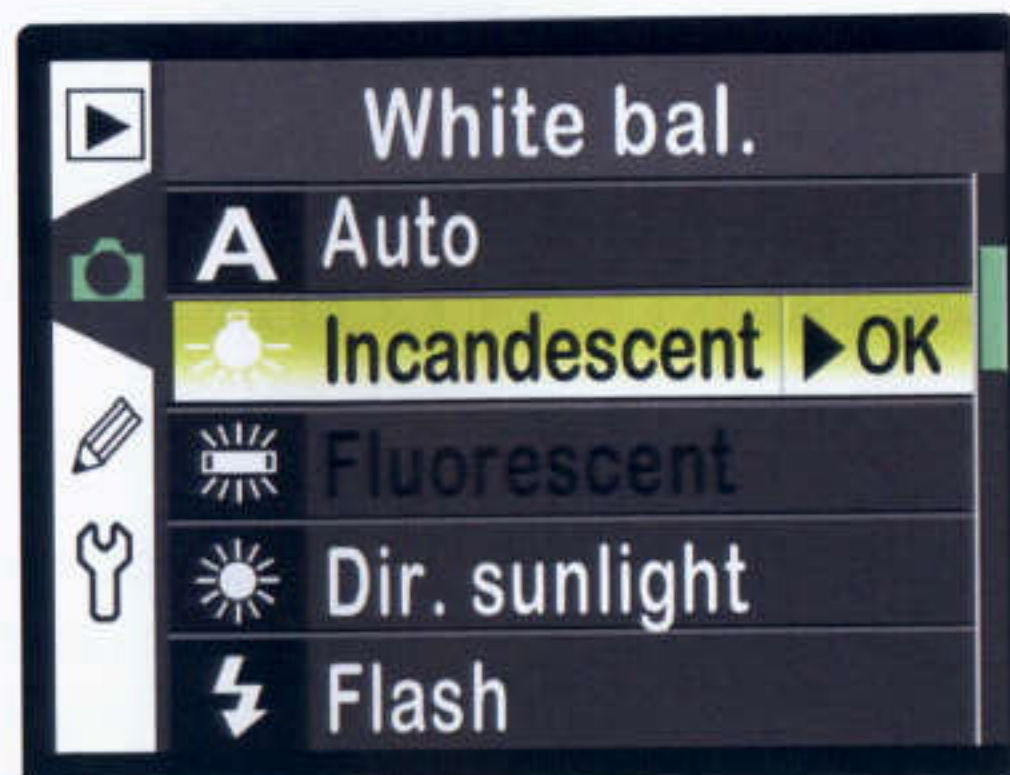 White bal.
A Auto
Incandescent ▶OK
Fluorescent
Dir. sunlight
Flash